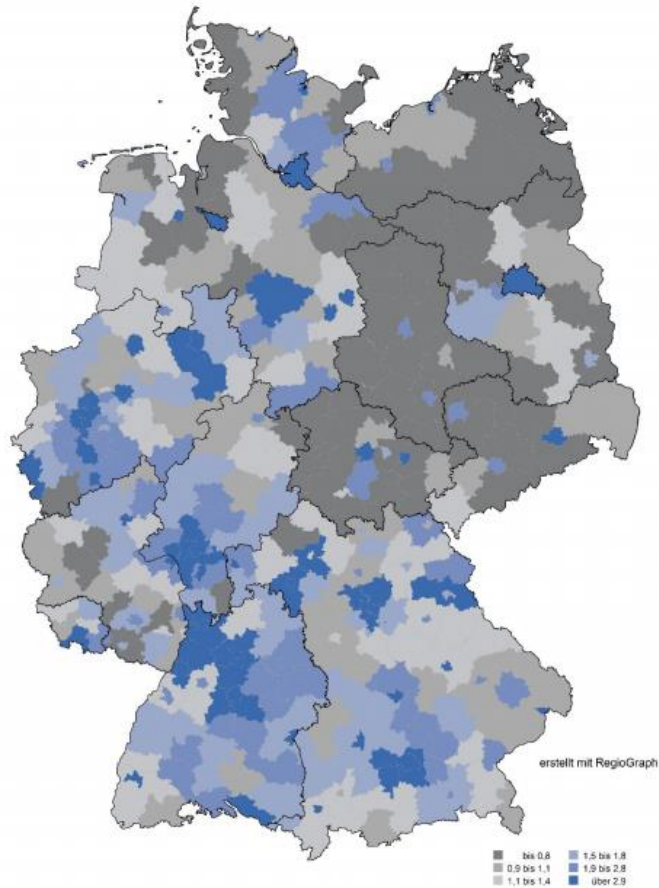 erstellt mit RegioGraph
bis 0,8
0,9 bis 1,1
1,1 bis 1,4
1,5 bis 1,8
1,9 bis 2,8
über 2,9